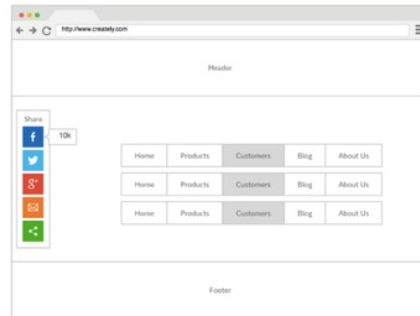 http://www.creately.com
Header
Share
f
10k
g+
Home Products Customers Blog About Us
Home Products Customers Blog About Us
Home Products Customers Blog About Us
Footer